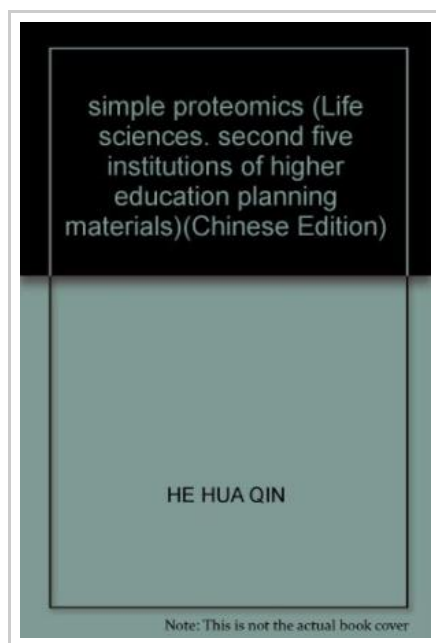 simple proteomics (Life
sciences. second five
institutions of higher
education planning
materials)(Chinese Edition)
HE HUA QIN
Note: This is not the actual book cover